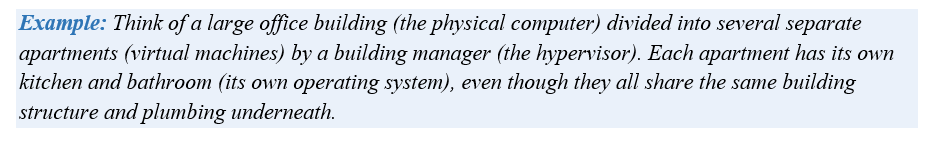 Example: Think of a large office building (the physical computer) divided into several separate
apartments (virtual machines) by a building manager (the hypervisor). Each apartment has its own
kitchen and bathroom (its own operating system), even though they all share the same building
structure and plumbing underneath.